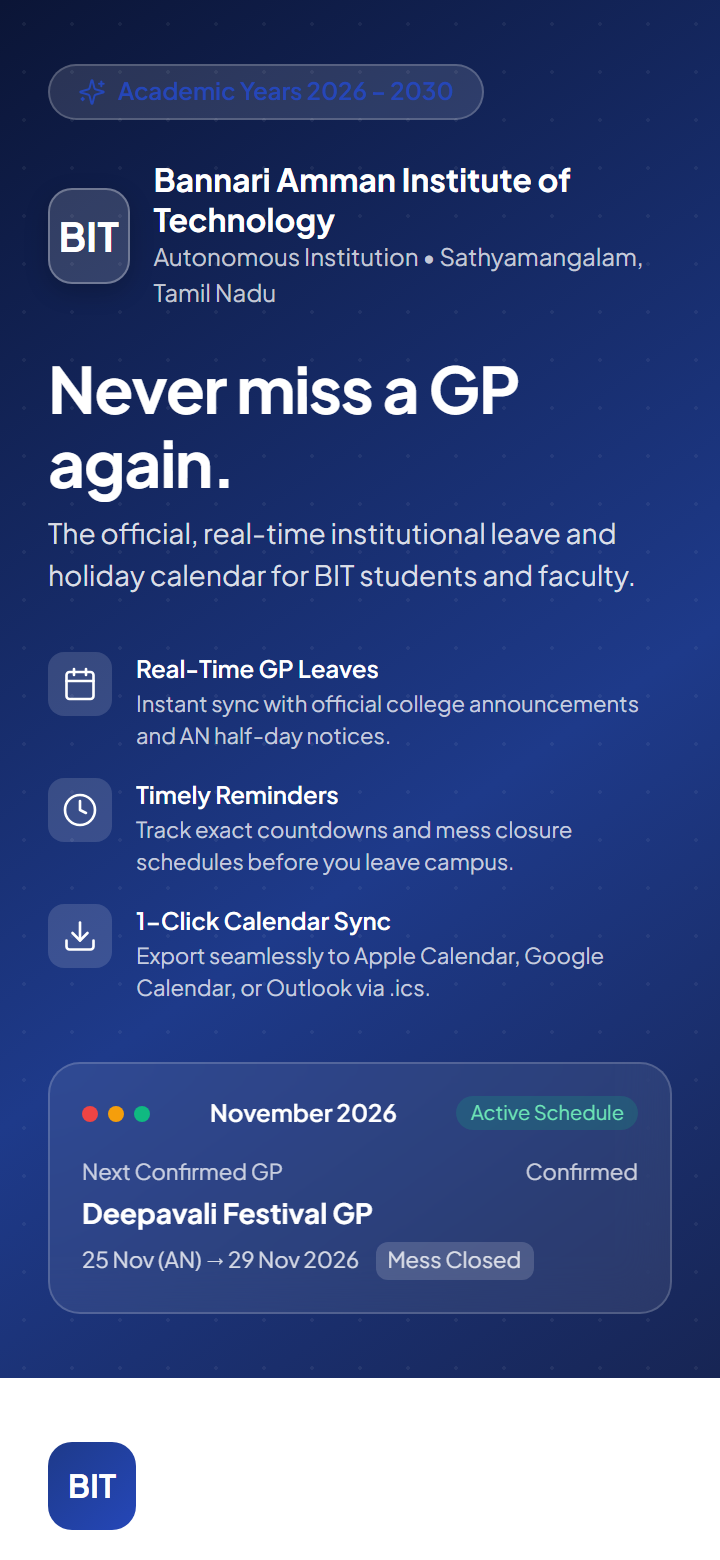 Academic Years 2026 – 2030
BIT
Bannari Amman Institute of
Technology
Autonomous Institution • Sathyamangalam,
Tamil Nadu
Never miss a GP
again.
The official, real-time institutional leave and
holiday calendar for BIT students and faculty.
Real-Time GP Leaves
Instant sync with official college announcements
and AN half-day notices.
Timely Reminders
Track exact countdowns and mess closure
schedules before you leave campus.
1-Click Calendar Sync
Export seamlessly to Apple Calendar, Google
Calendar, or Outlook via .ics.
November 2026
Active Schedule
Next Confirmed GP
Confirmed
Deepavali Festival GP
25 Nov (AN) → 29 Nov 2026
Mess Closed
BIT